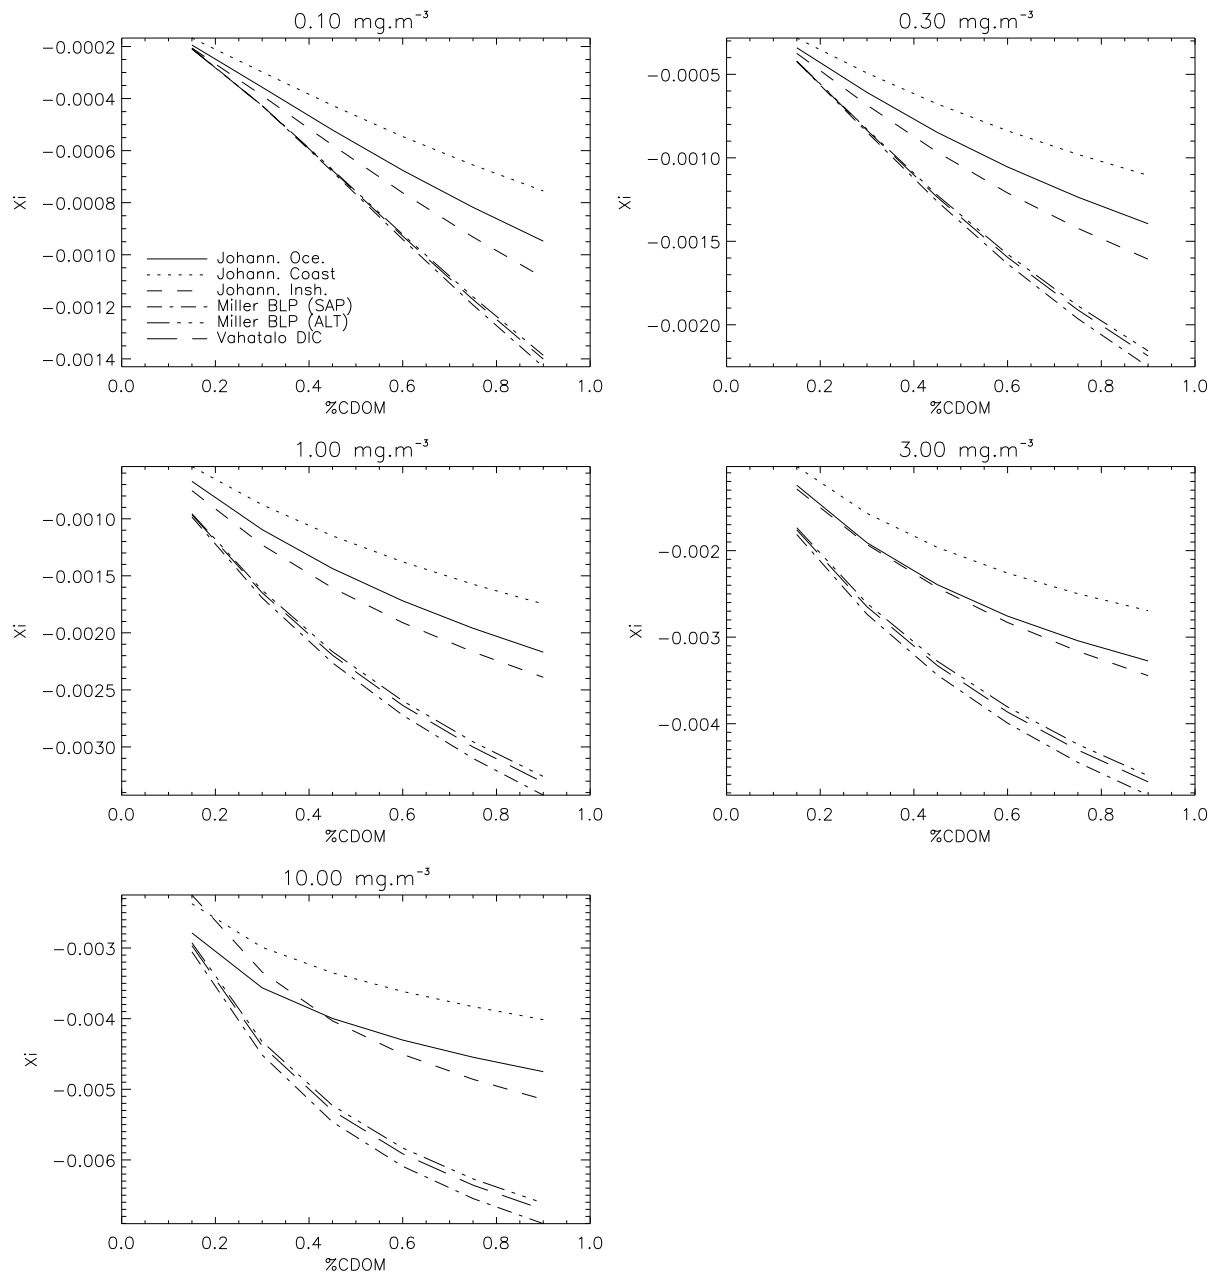 0.10 mg.m⁻³
Xi
−0.0002
−0.0004
−0.0006
−0.0008
−0.0010
−0.0012
−0.0014
Johann. Oce.
Johann. Coast
Johann. Insh.
Miller BLP (SAP)
Miller BLP (ALT)
Vahatalo DIC
0.0 0.2 0.4 0.6 0.8 1.0
%CDOM
0.30 mg.m⁻³
Xi
−0.0005
−0.0010
−0.0015
−0.0020
0.0 0.2 0.4 0.6 0.8 1.0
%CDOM
1.00 mg.m⁻³
Xi
−0.0010
−0.0015
−0.0020
−0.0025
−0.0030
0.0 0.2 0.4 0.6 0.8 1.0
%CDOM
3.00 mg.m⁻³
Xi
−0.002
−0.003
−0.004
0.0 0.2 0.4 0.6 0.8 1.0
%CDOM
10.00 mg.m⁻³
Xi
−0.003
−0.004
−0.005
−0.006
0.0 0.2 0.4 0.6 0.8 1.0
%CDOM